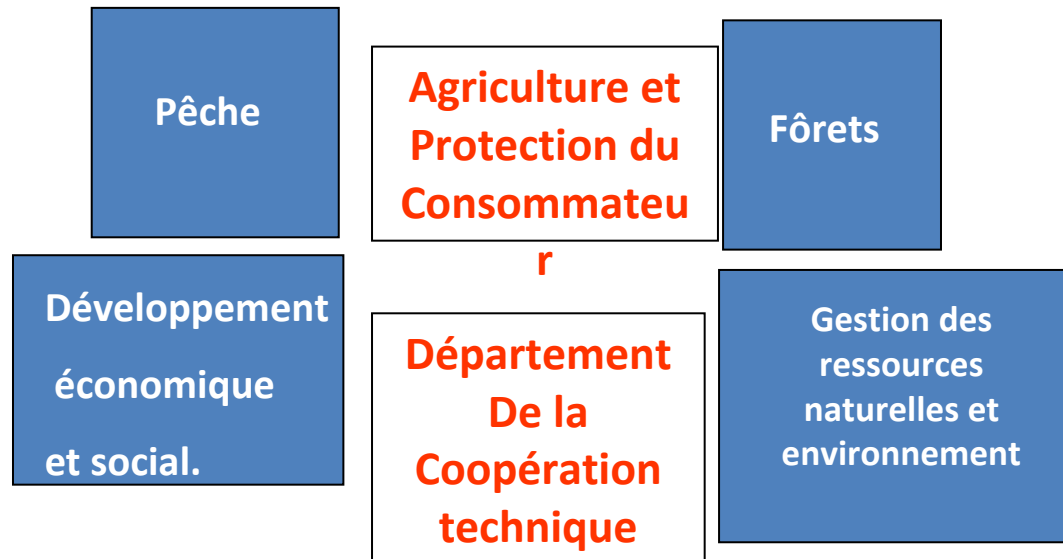 Pêche
Agriculture et
Protection du
Consommateu
r
Fôrets
Développement
économique
et social.
Département
De la
Coopération
technique
Gestion des
ressources
naturelles et
environnement